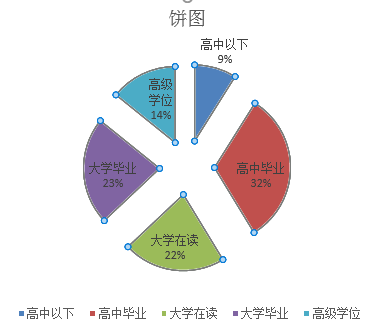 饼图
高中以下
9%
高级
学位
14%
大学毕业
23%
高中毕业
32%
大学在读
22%
高中以下 高中毕业 大学在读 大学毕业 高级学位